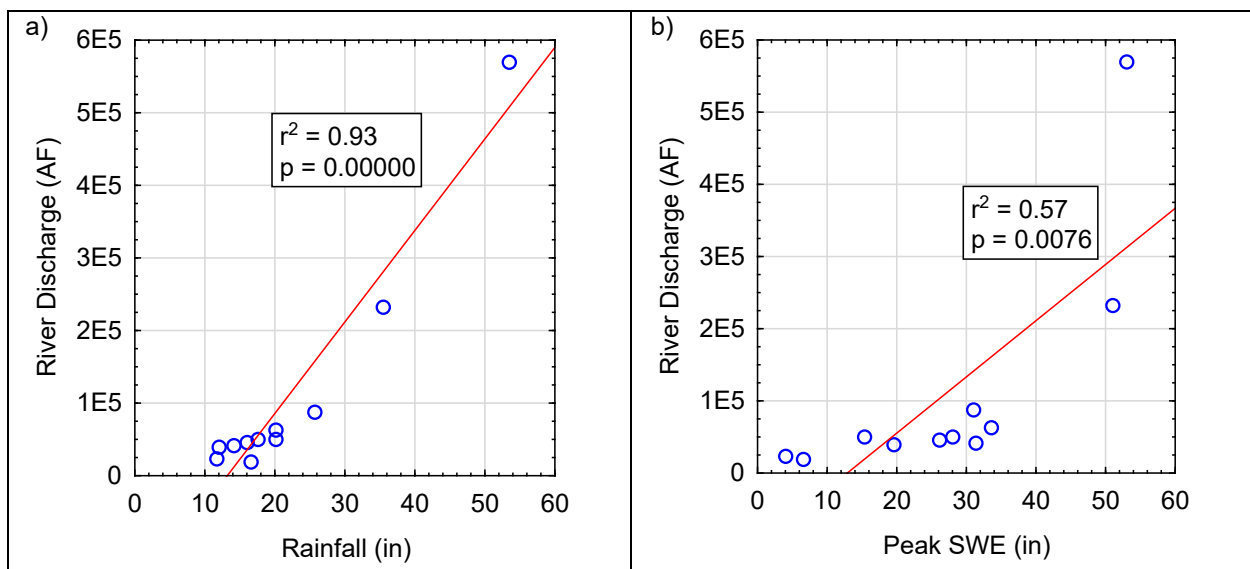 a)
6E5
5E5
4E5
3E5
2E5
1E5
0
River Discharge (AF)
r² = 0.93
p = 0.00000
0 10 20 30 40 50 60
Rainfall (in)
b)
6E5
5E5
4E5
3E5
2E5
1E5
0
River Discharge (AF)
r² = 0.57
p = 0.0076
0 10 20 30 40 50 60
Peak SWE (in)